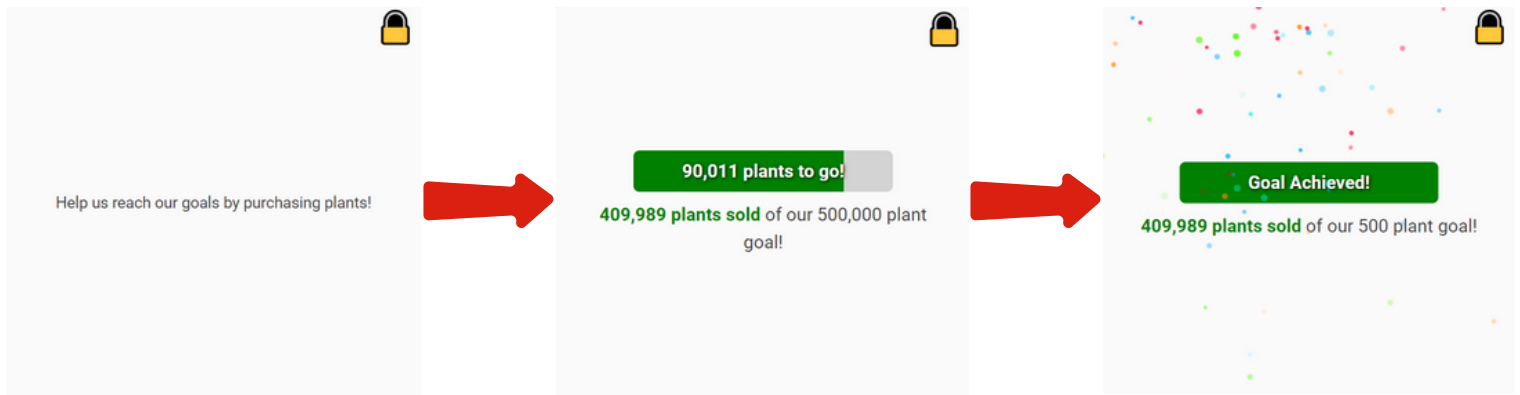 Help us reach our goals by purchasing plants!
90,011 plants to go!
409,989 plants sold of our 500,000 plant
goal!
Goal Achieved!
409,989 plants sold of our 500 plant goal!